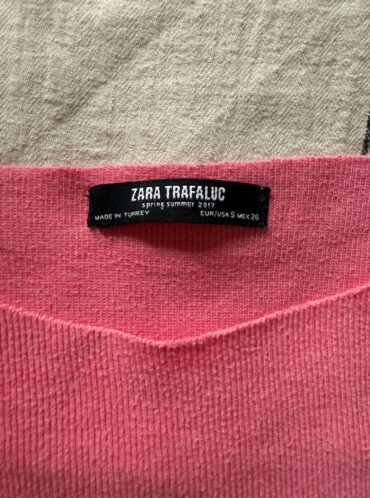 ZARA TRAFALUC
spring summer 2017
MADE IN TURKEY EUR/USA S MEX 26